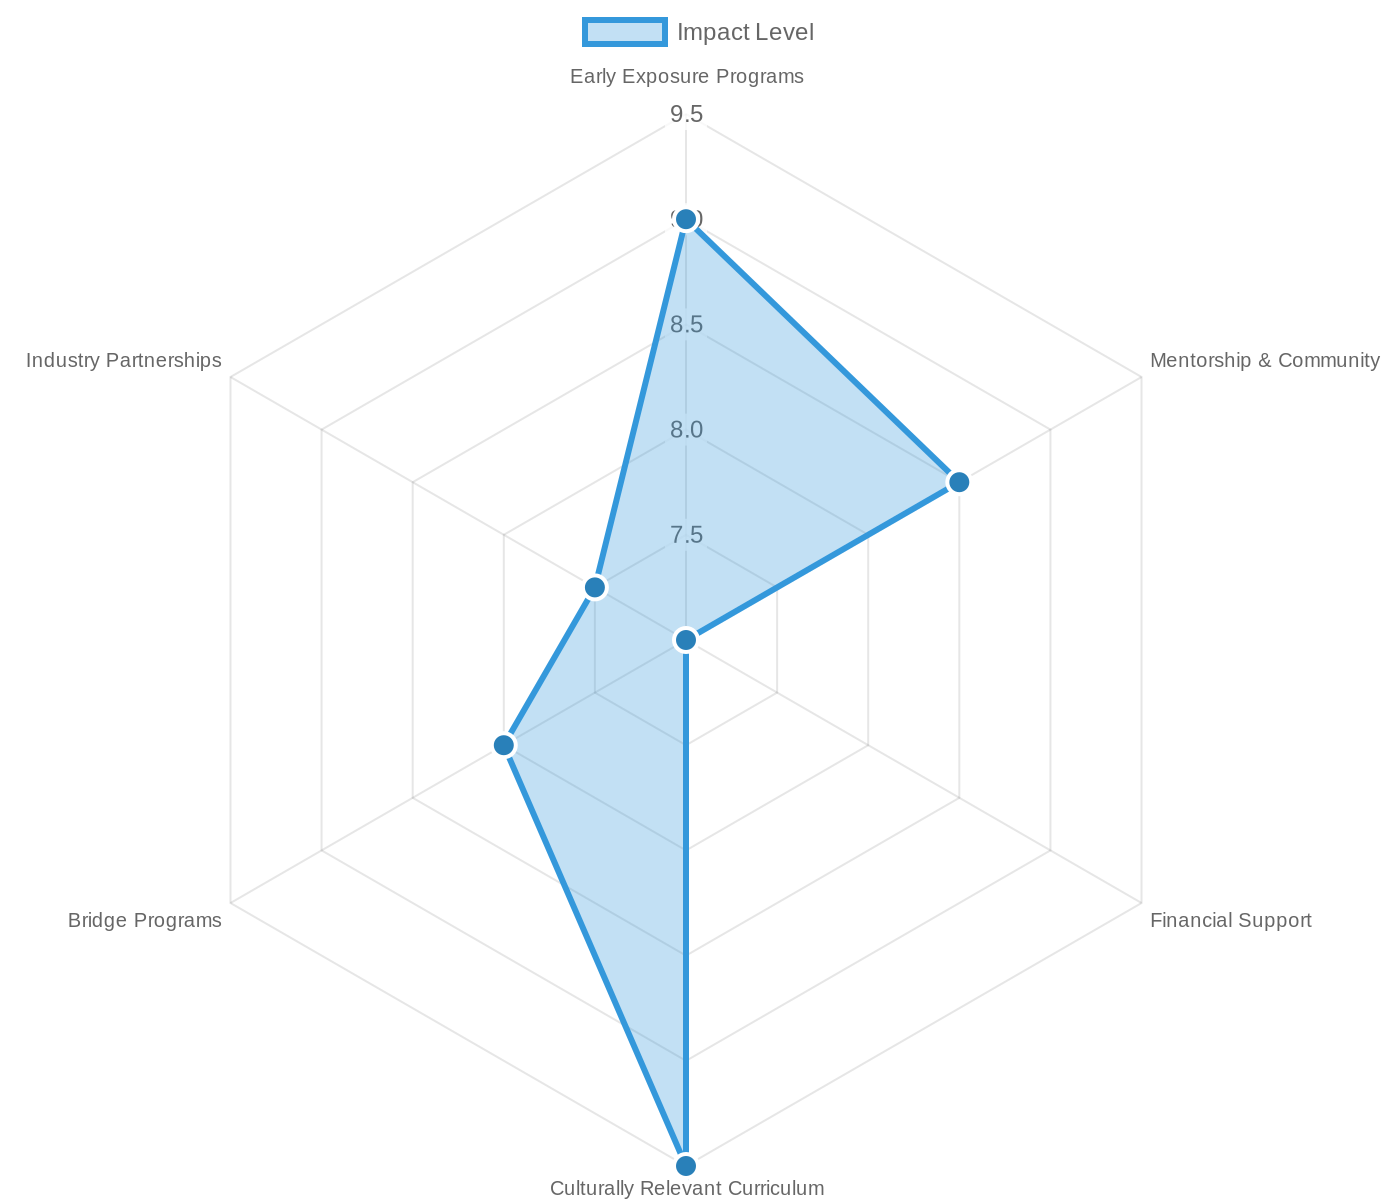 Impact Level
Early Exposure Programs
9.5
8.5
8.0
7.5
Industry Partnerships
Mentorship & Community
Bridge Programs
Financial Support
Culturally Relevant Curriculum